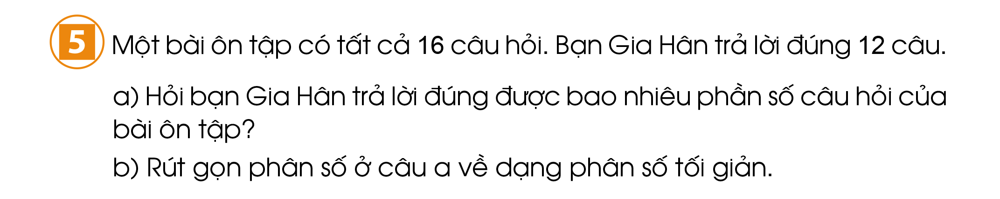 5 Một bài ôn tập có tất cả 16 câu hỏi. Bạn Gia Hân trả lời đúng 12 câu.
a) Hỏi bạn Gia Hân trả lời đúng được bao nhiêu phần số câu hỏi của
bài ôn tập?
b) Rút gọn phân số ở câu a về dạng phân số tối giản.